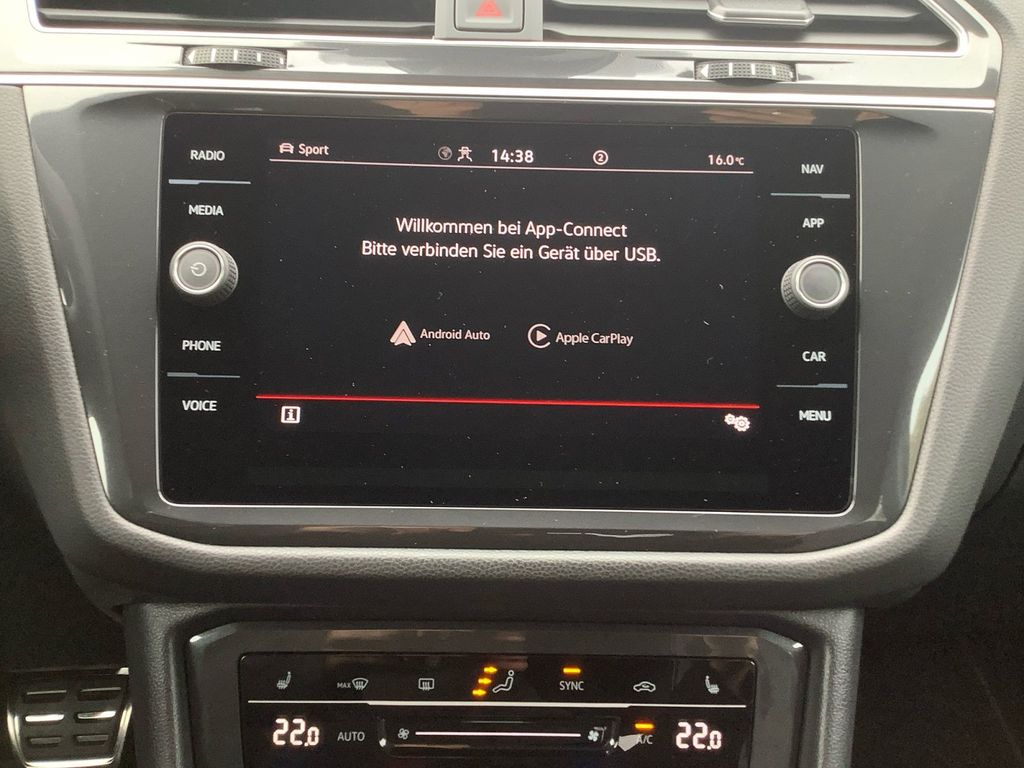 RADIO
MEDIA
PHONE
VOICE
Sport
14:38
2
16.0°C
Willkommen bei App-Connect
Bitte verbinden Sie ein Gerät über USB.
Android Auto
Apple CarPlay
NAV
APP
CAR
MENU
MAX
SYNC
22.0
AUTO
A/C
22.0